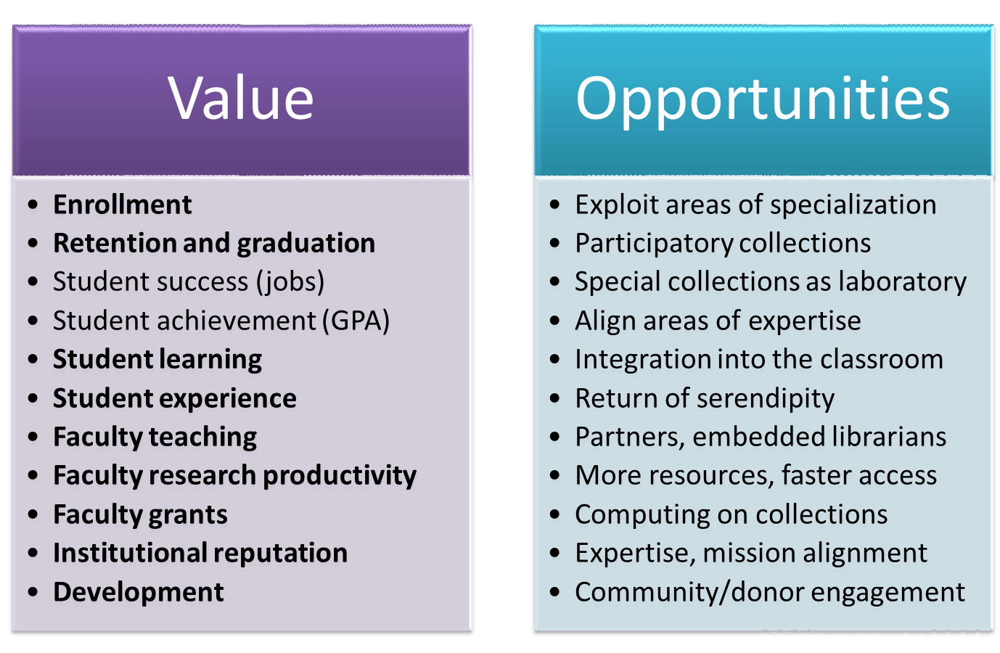 Value
• Enrollment
• Retention and graduation
• Student success (jobs)
• Student achievement (GPA)
• Student learning
• Student experience
• Faculty teaching
• Faculty research productivity
• Faculty grants
• Institutional reputation
• Development
Opportunities
• Exploit areas of specialization
• Participatory collections
• Special collections as laboratory
• Align areas of expertise
• Integration into the classroom
• Return of serendipity
• Partners, embedded librarians
• More resources, faster access
• Computing on collections
• Expertise, mission alignment
• Community/donor engagement